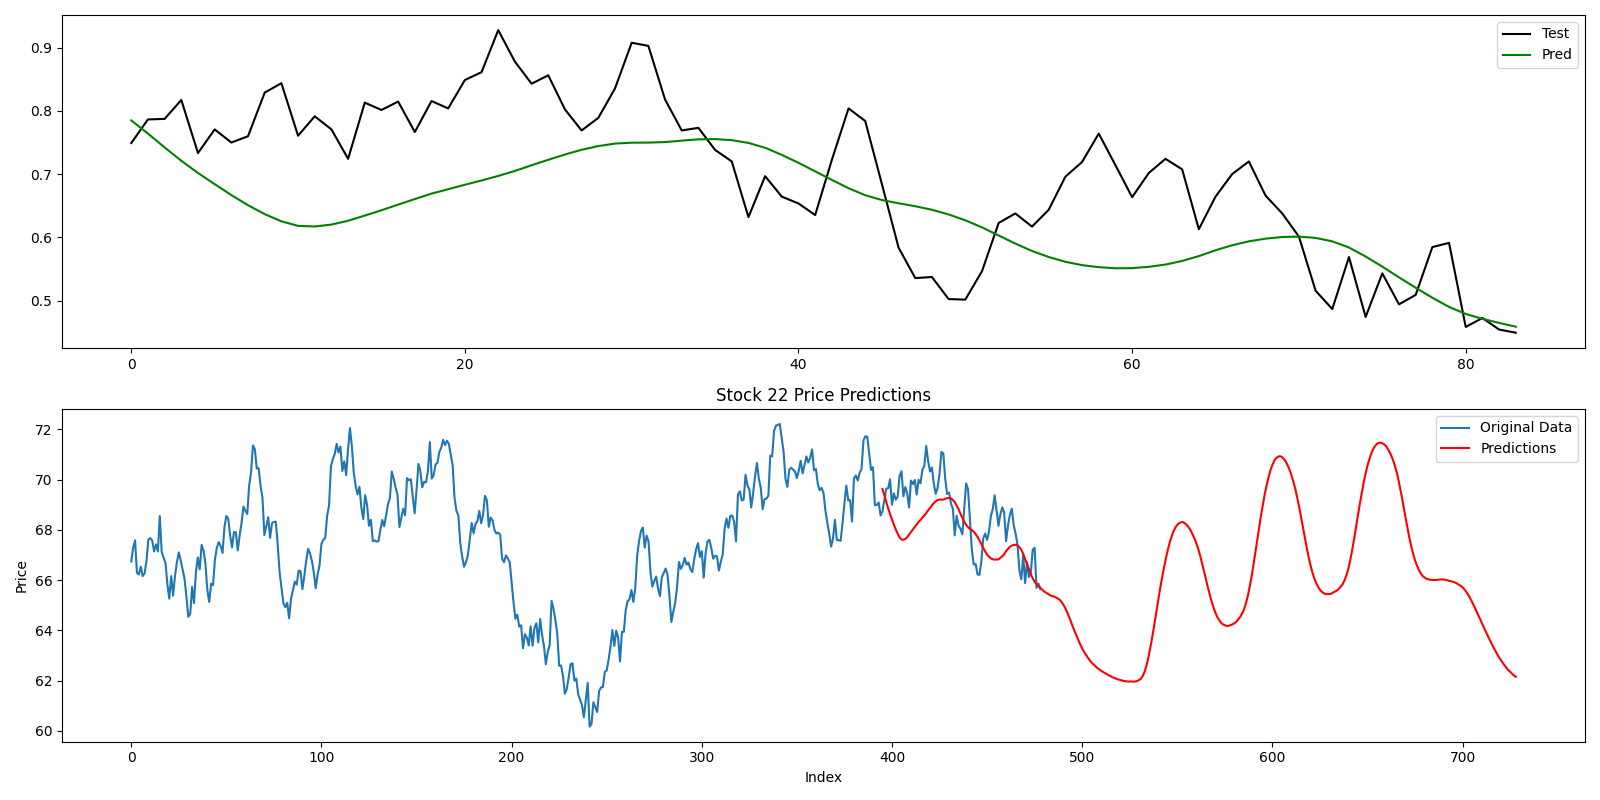 Test
Pred
0.9
0.8
0.7
0.6
0.5
0 20 40 60 80
Stock 22 Price Predictions
Original Data
Predictions
72
70
68
66
64
62
60
Price
0 100 200 300 400 500 600 700
Index